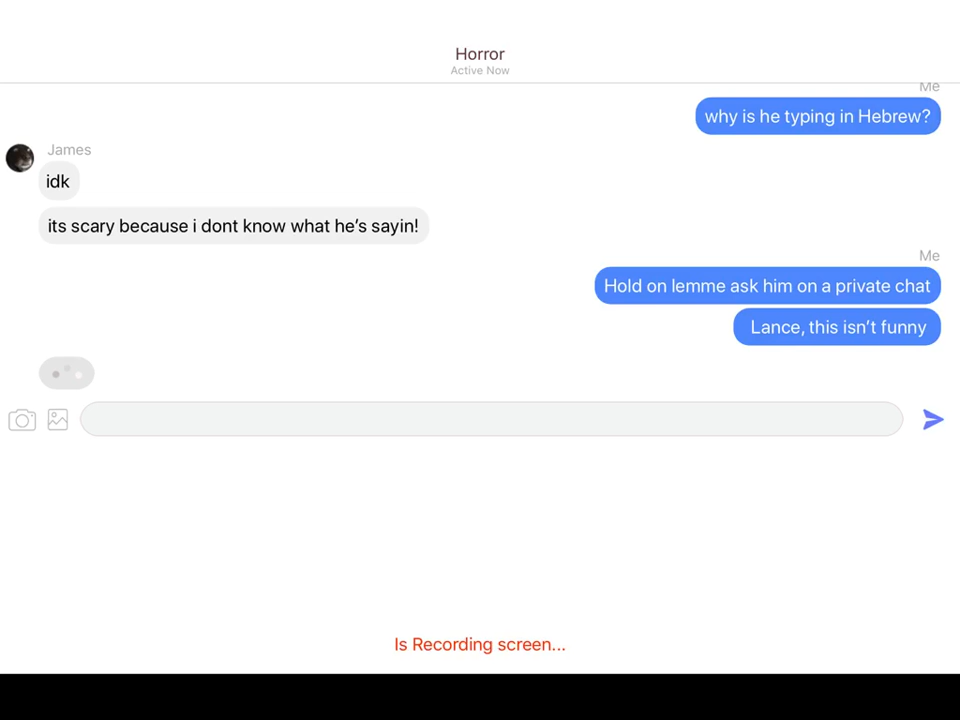 Horror
Active Now
Me
why is he typing in Hebrew?
James
idk
its scary because i dont know what he’s sayin!
Me
Hold on lemme ask him on a private chat
Lance, this isn’t funny
Is Recording screen...